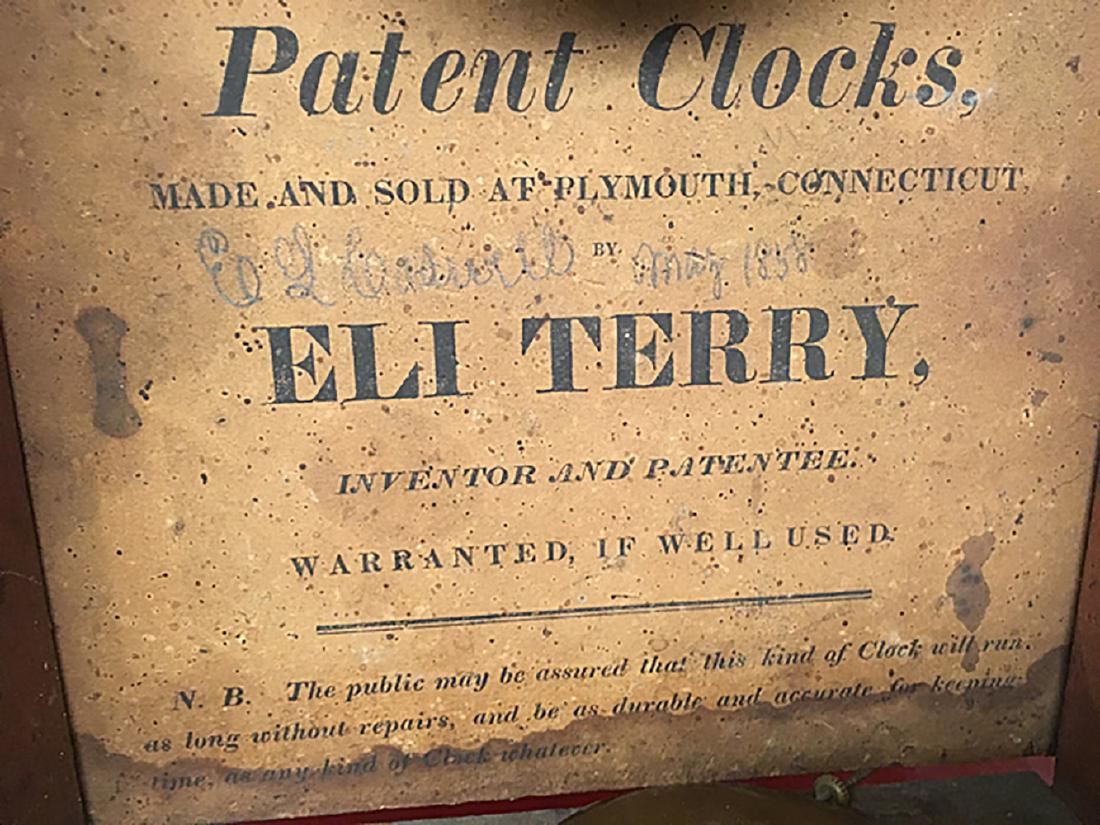 Patent Clocks,
MADE AND SOLD AT PLYMOUTH, CONNECTICUT,
BY
E L May 1838
ELI TERRY,
INVENTOR AND PATENTEE.
WARRANTED, IF WELL USED.
N. B. The public may be assured that this kind of Clock will run
as long without repairs, and be as durable and accurate for keeping
time, as any kind of Clock whatever.